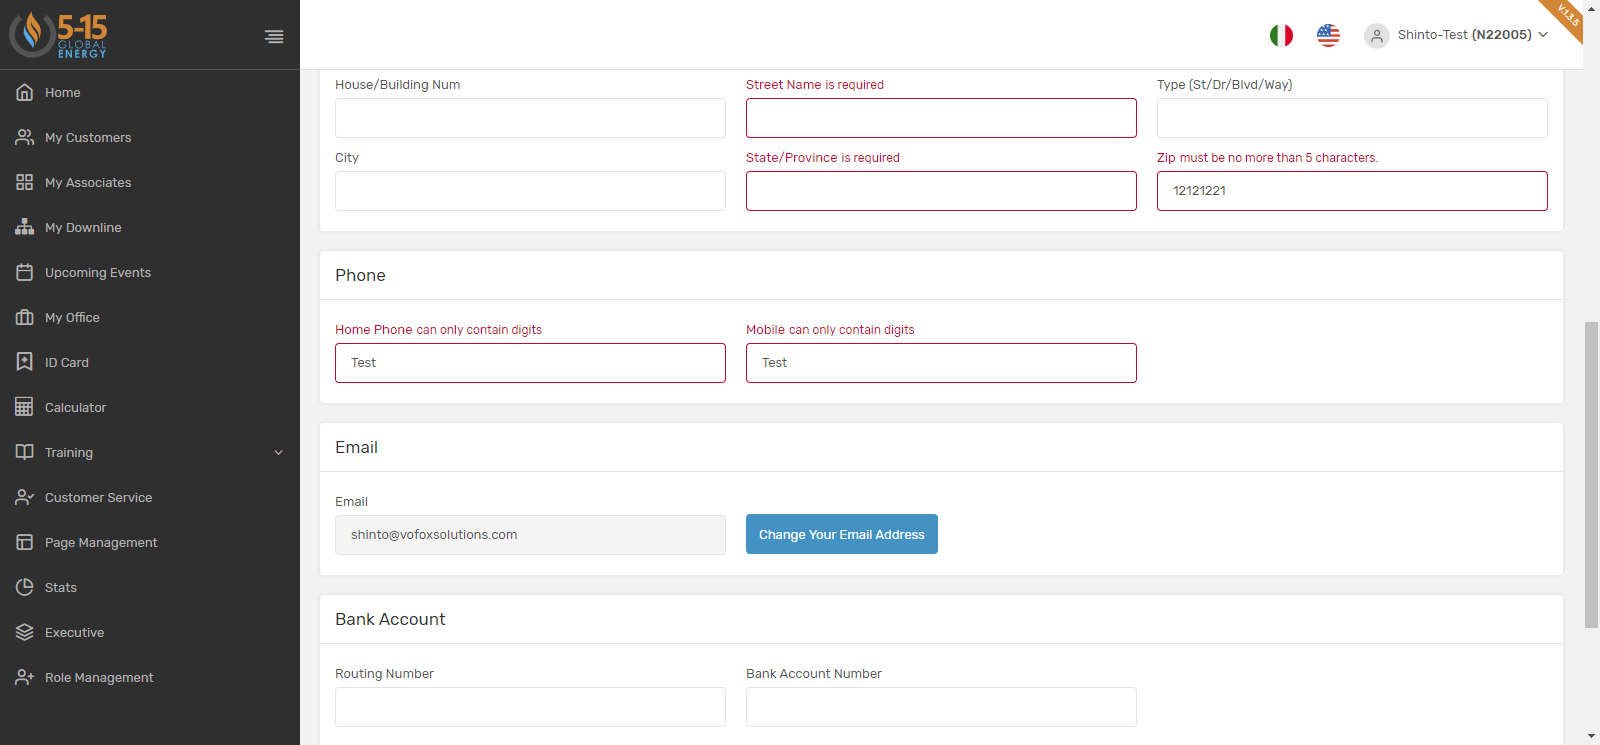 5-15
GLOBAL
ENERGY
Home
My Customers
My Associates
My Downline
Upcoming Events
My Office
ID Card
Calculator
Training
Customer Service
Page Management
Stats
Executive
Role Management
Shinto-Test (N22005)
V.1.3.5
House/Building Num
Street Name is required
Type (St/Dr/Blvd/Way)
City
State/Province is required
Zip must be no more than 5 characters.
12121221
Phone
Home Phone can only contain digits
Mobile can only contain digits
Test
Test
Email
Email
shinto@vofoxsolutions.com
Change Your Email Address
Bank Account
Routing Number
Bank Account Number